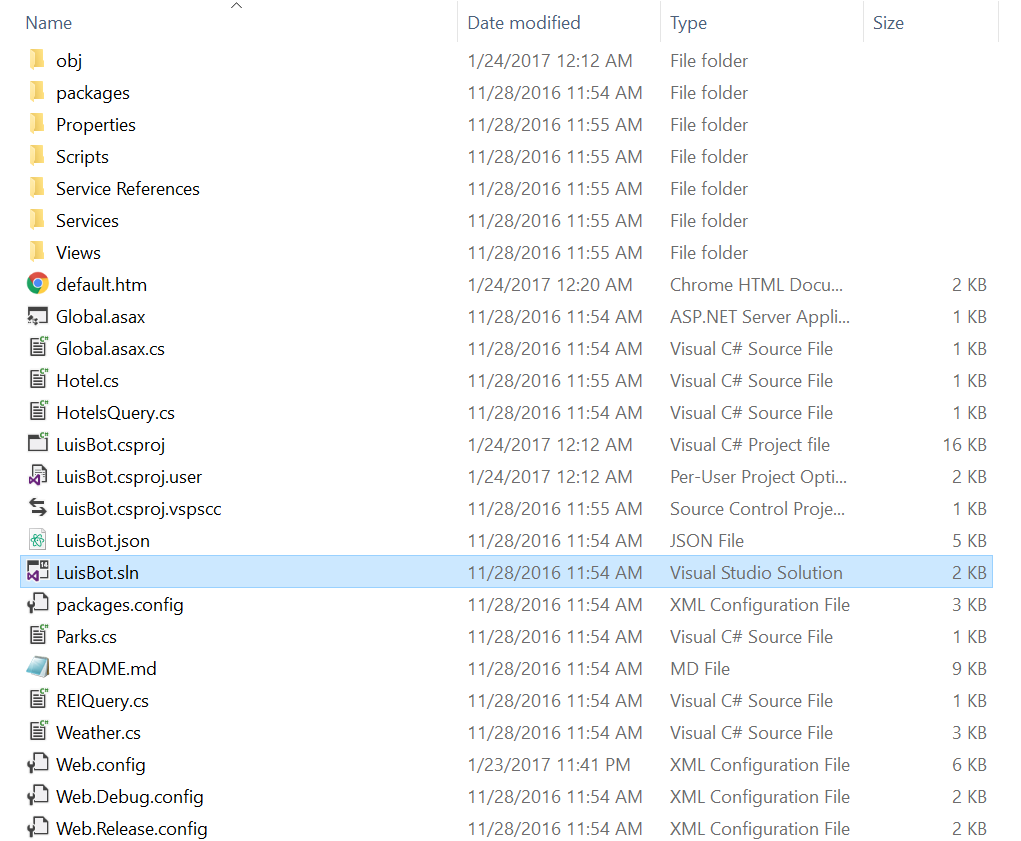 Name Date modified Type Size
obj 1/24/2017 12:12 AM File folder
packages 11/28/2016 11:54 AM File folder
Properties 11/28/2016 11:55 AM File folder
Scripts 11/28/2016 11:55 AM File folder
Service References 11/28/2016 11:55 AM File folder
Services 11/28/2016 11:55 AM File folder
Views 11/28/2016 11:55 AM File folder
default.htm 1/24/2017 12:20 AM Chrome HTML Docu... 2 KB
Global.asax 11/28/2016 11:54 AM ASP.NET Server Appli... 1 KB
Global.asax.cs 11/28/2016 11:54 AM Visual C# Source File 1 KB
Hotel.cs 11/28/2016 11:55 AM Visual C# Source File 1 KB
HotelsQuery.cs 11/28/2016 11:54 AM Visual C# Source File 1 KB
LuisBot.csproj 1/24/2017 12:12 AM Visual C# Project file 16 KB
LuisBot.csproj.user 1/24/2017 12:12 AM Per-User Project Opti... 2 KB
LuisBot.csproj.vspscc 11/28/2016 11:55 AM Source Control Proje... 1 KB
LuisBot.json 11/28/2016 11:54 AM JSON File 5 KB
LuisBot.sln 11/28/2016 11:54 AM Visual Studio Solution 2 KB
packages.config 11/28/2016 11:54 AM XML Configuration File 3 KB
Parks.cs 11/28/2016 11:54 AM Visual C# Source File 1 KB
README.md 11/28/2016 11:54 AM MD File 9 KB
REIQuery.cs 11/28/2016 11:54 AM Visual C# Source File 1 KB
Weather.cs 11/28/2016 11:54 AM Visual C# Source File 3 KB
Web.config 1/23/2017 11:41 PM XML Configuration File 6 KB
Web.Debug.config 11/28/2016 11:54 AM XML Configuration File 2 KB
Web.Release.config 11/28/2016 11:54 AM XML Configuration File 2 KB